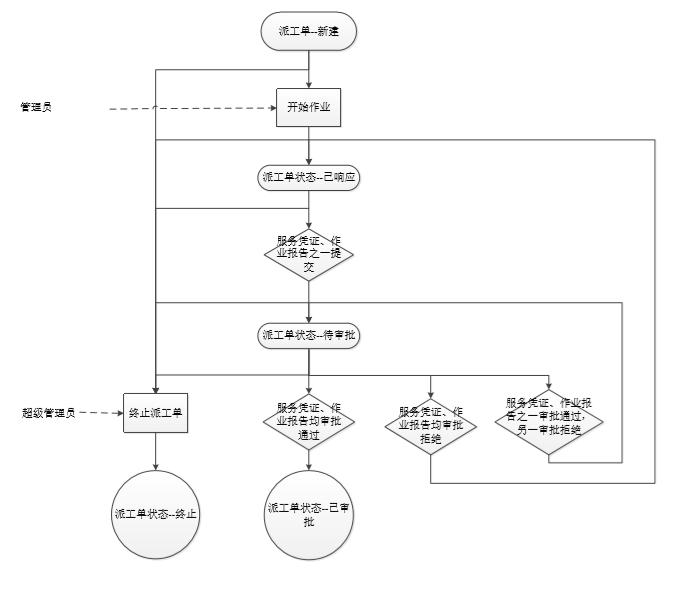 派工单--新建
管理员
开始作业
派工单状态--已响应
服务凭证、作
业报告之一提
交
派工单状态--待审批
超级管理员
终止派工单
服务凭证、作
业报告均审批
通过
服务凭证、作
业报告均审批
拒绝
服务凭证、作业报
告之一审批通过，
另一审批拒绝
派工单状态--终止
派工单状态--已审
批